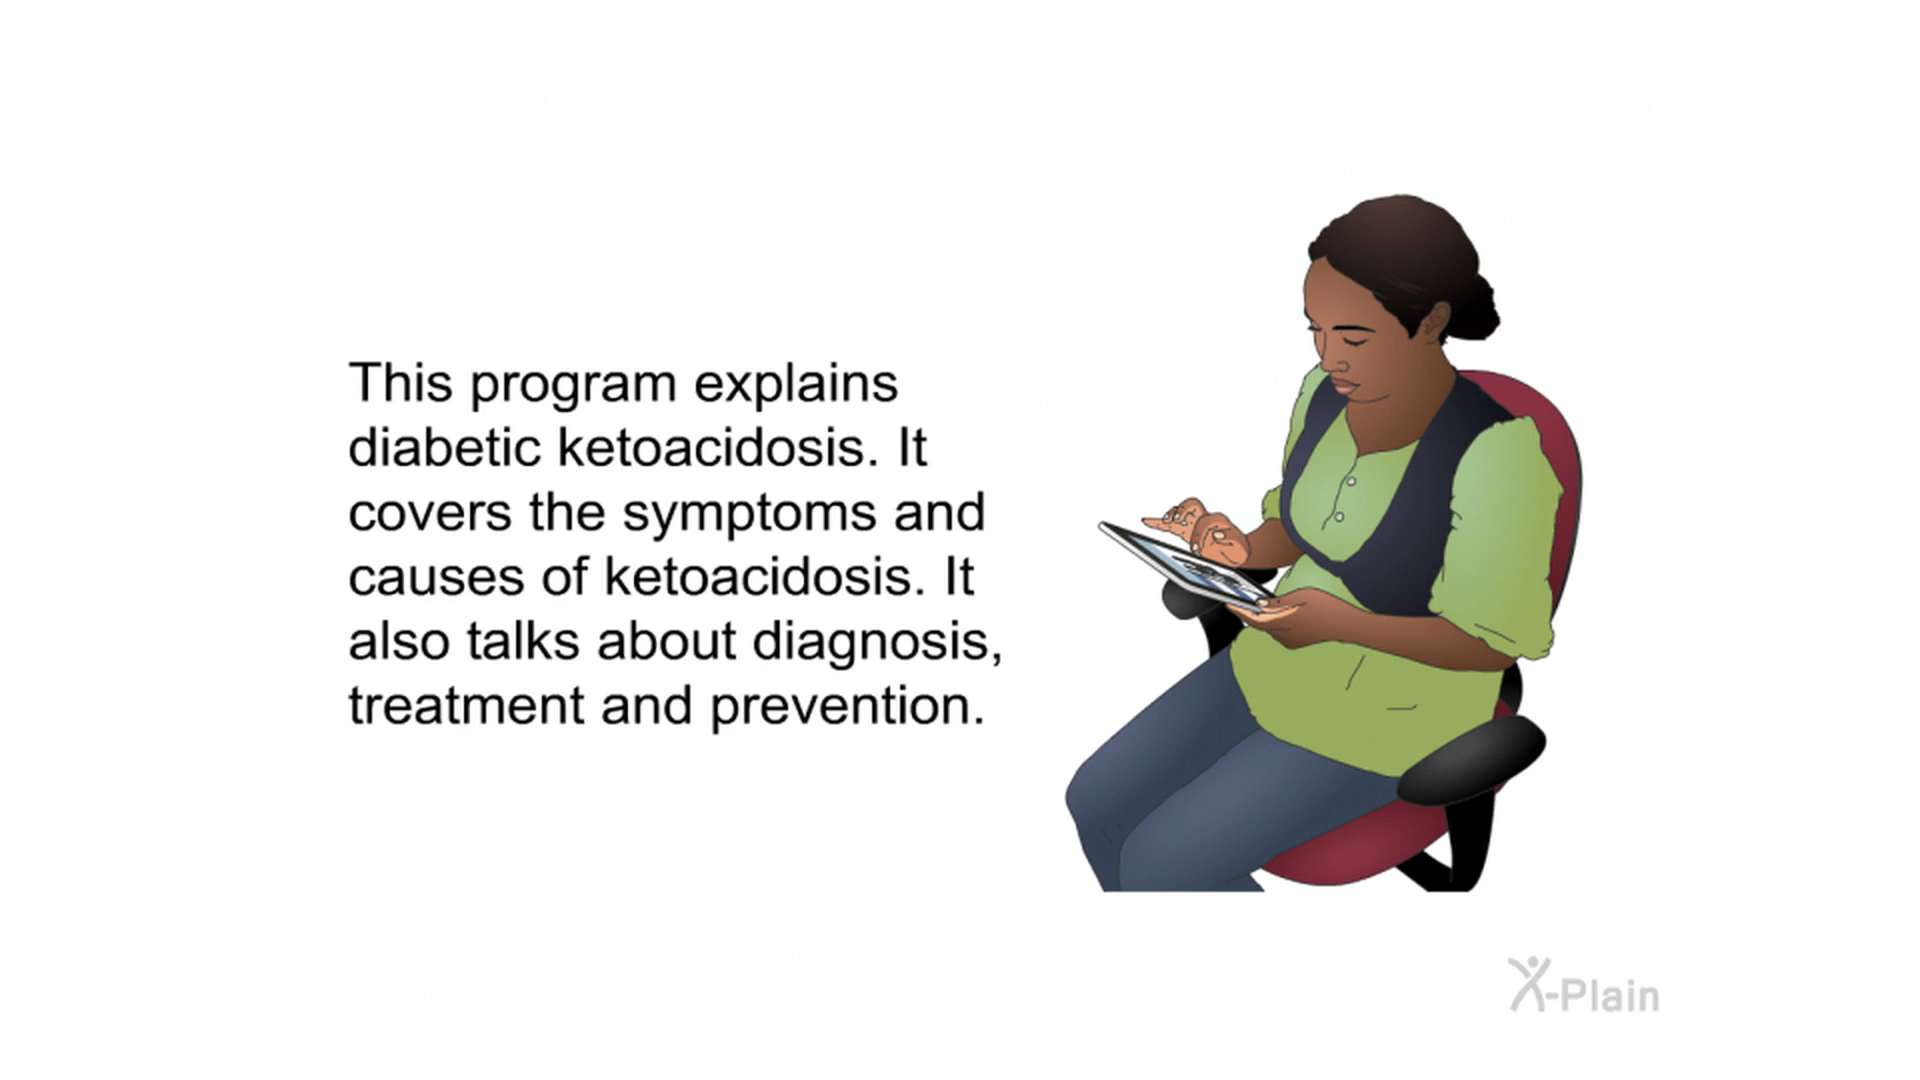 This program explains
diabetic ketoacidosis. It
covers the symptoms and
causes of ketoacidosis. It
also talks about diagnosis,
treatment and prevention.
X-Plain